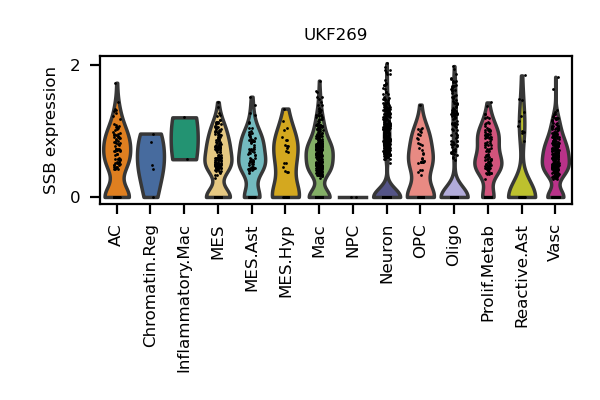 UKF269
SSB expression
2
0
AC
Chromatin.Reg
Inflammatory.Mac
MES
MES.Ast
MES.Hyp
Mac
NPC
Neuron
OPC
Oligo
Prolif.Metab
Reactive.Ast
Vasc